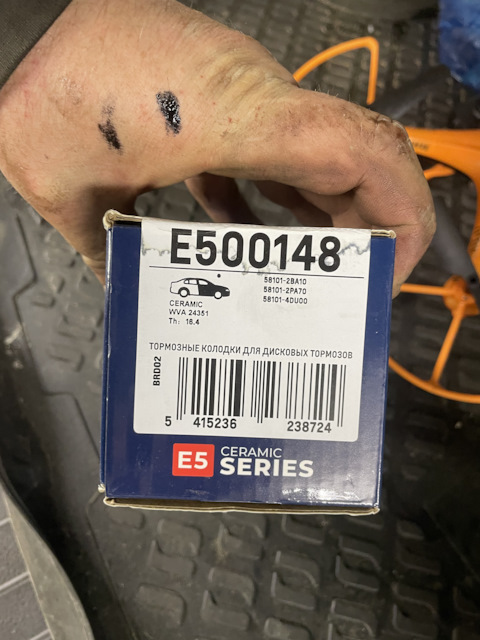 E500148
58101-2BA10
58101-2PA70
58101-4DU00
CERAMIC
WVA 24351
Th: 16.4
ТОРМОЗНЫЕ КОЛОДКИ ДЛЯ ДИСКОВЫХ ТОРМОЗОВ
BRD02
5 415236 238724
E5 CERAMIC
SERIES